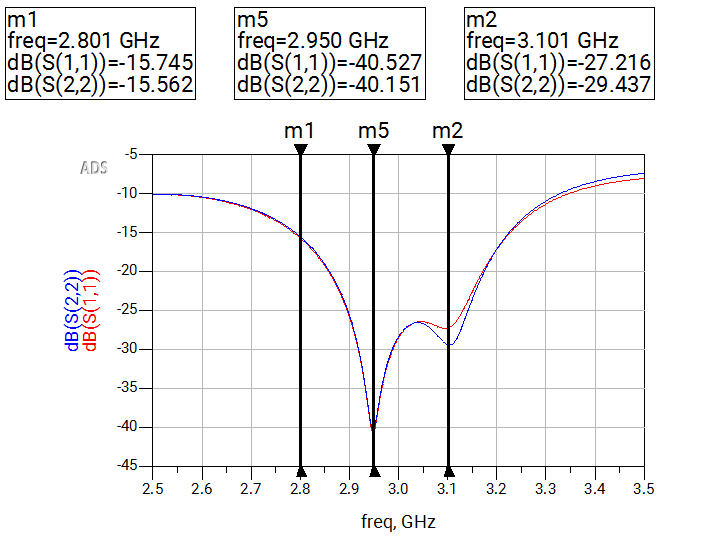 m1
freq=2.801 GHz
dB(S(1,1))=-15.745
dB(S(2,2))=-15.562
m5
freq=2.950 GHz
dB(S(1,1))=-40.527
dB(S(2,2))=-40.151
m2
freq=3.101 GHz
dB(S(1,1))=-27.216
dB(S(2,2))=-29.437
m1 m5 m2
ADS
-5
-10
-15
-20
-25
-30
-35
-40
-45
dB(S(2,2))
dB(S(1,1))
2.5 2.6 2.7 2.8 2.9 3.0 3.1 3.2 3.3 3.4 3.5
freq, GHz